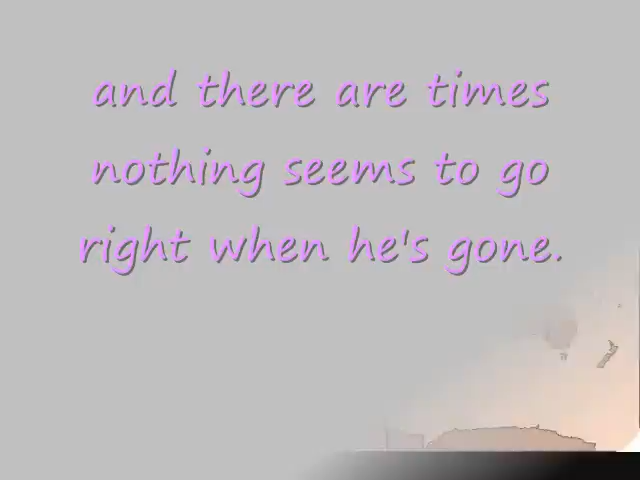 and there are times
nothing seems to go
right when he's gone.